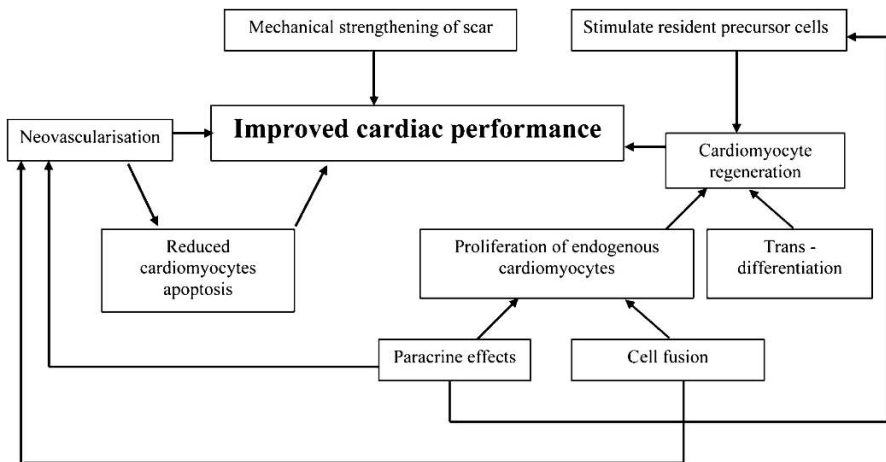 Mechanical strengthening of scar
Stimulate resident precursor cells
Neovascularisation
Improved cardiac performance
Cardiomyocyte
regeneration
Reduced
cardiomyocytes
apoptosis
Proliferation of endogenous
cardiomyocytes
Trans -
differentiation
Paracrine effects
Cell fusion